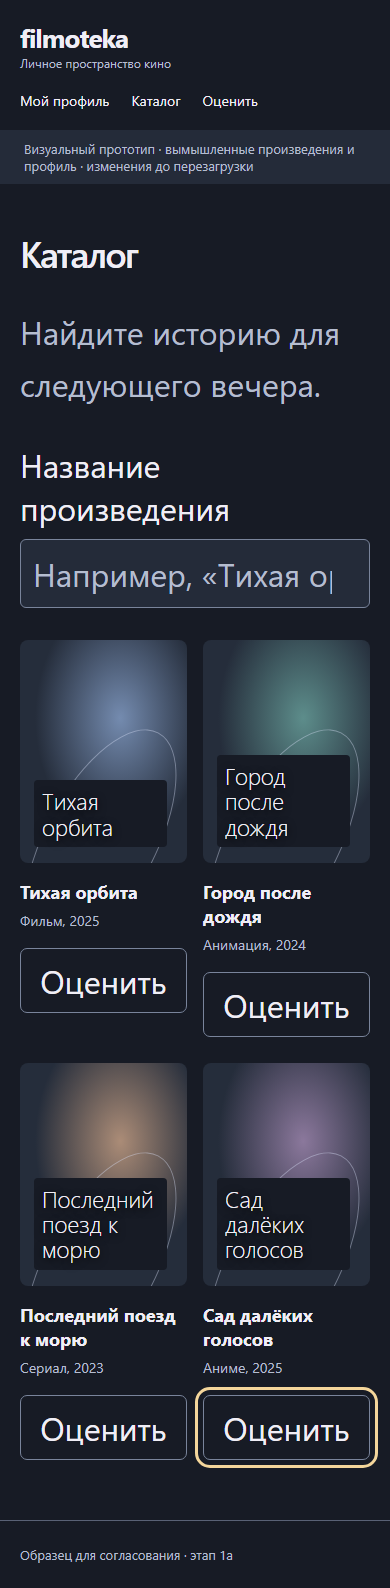 filmoteka
Личное пространство кино
Мой профиль Каталог Оценить
Визуальный прототип · вымышленные произведения и
профиль · изменения до перезагрузки
Каталог
Найдите историю для
следующего вечера.
Название
произведения
Например, «Тихая ор
Тихая
орбита
Тихая орбита
Фильм, 2025
Оценить
Город
после
дождя
Город после
дождя
Анимация, 2024
Оценить
Последний
поезд к
морю
Последний поезд
к морю
Сериал, 2023
Оценить
Сад
далёких
голосов
Сад далёких
голосов
Аниме, 2025
Оценить
Образец для согласования · этап 1a